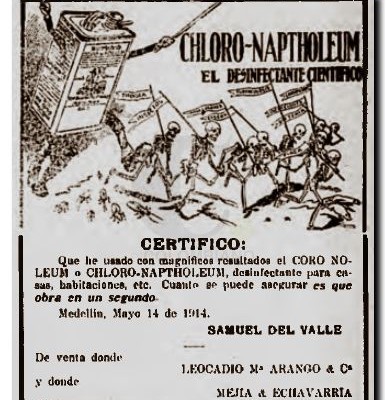 CHLORO-NAPTHOLEUM
EL DESINFECTANTE CIENTIFICO
CERTIFICO:
Que he usado con magníficos resultados el CORO NO-
LEUM o CHLORO-NAPTHOLEUM, desinfectante para ca-
sas, habitaciones, etc. Cuanto se puede asegurar es que
obra en un segundo.
Medellín, Mayo 14 de 1914.
SAMUEL DEL VALLE
De venta donde
LEOCADIO Mª ARANGO & Cª
y donde
MEJIA & ECHAVARRÍA